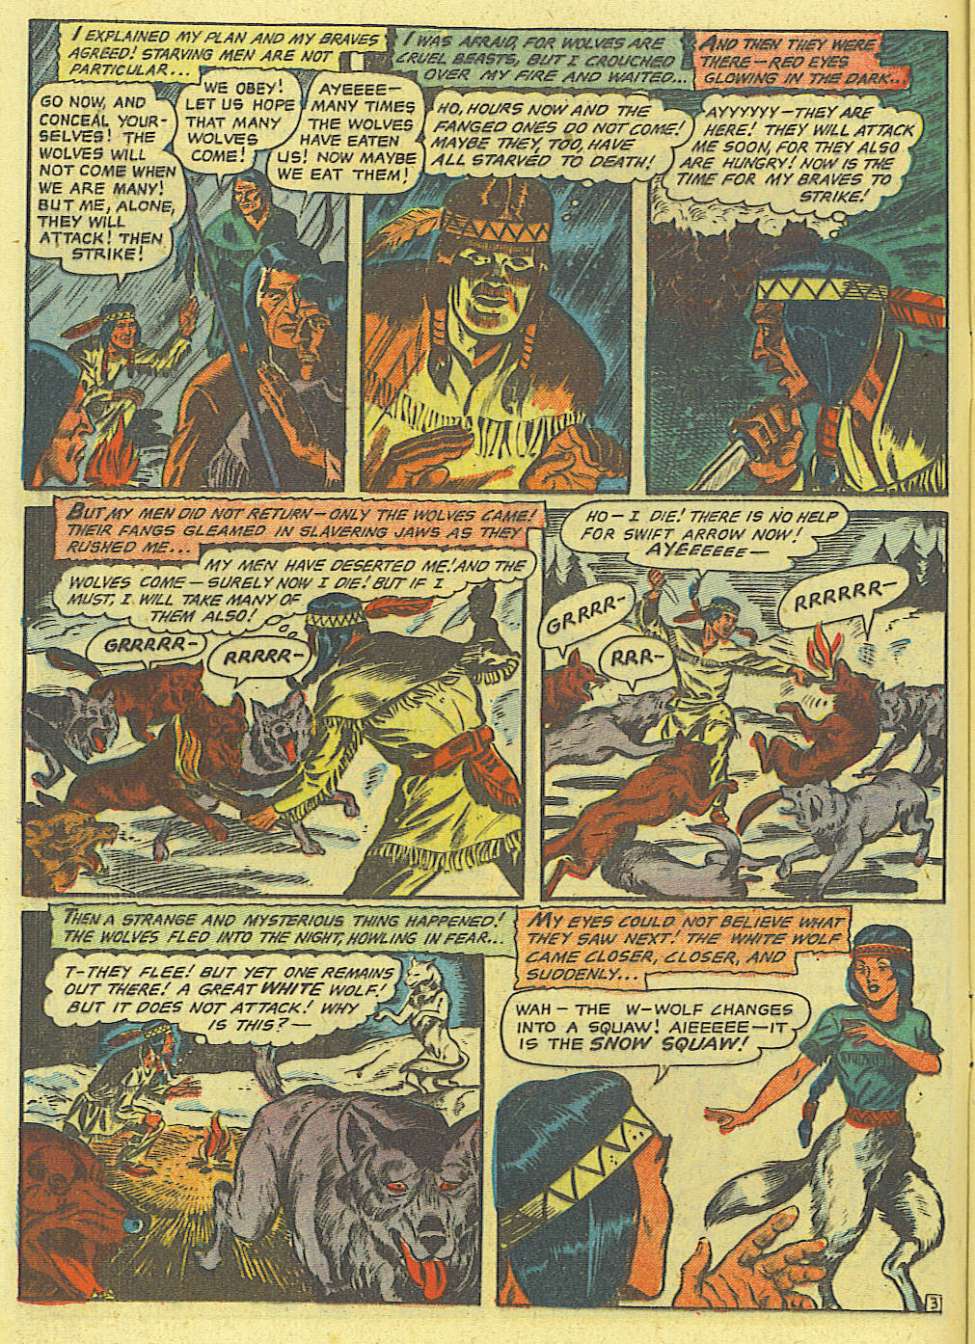 I EXPLAINED MY PLAN AND MY BRAVES
AGREED! STARVING MEN ARE NOT
PARTICULAR...
GO NOW, AND
CONCEAL YOUR-
SELVES! THE
WOLVES WILL
NOT COME WHEN
WE ARE MANY!
BUT ME, ALONE,
THEY WILL
ATTACK! THEN
STRIKE!
WE OBEY!
LET US HOPE
THAT MANY
WOLVES
COME!
AYEEEE—
MANY TIMES
THE WOLVES
HAVE EATEN
US! NOW MAYBE
WE EAT THEM!
I WAS AFRAID, FOR WOLVES ARE
CRUEL BEASTS, BUT I CROUCHED
OVER MY FIRE AND WAITED...
HO, HOURS NOW AND THE
FANGED ONES DO NOT COME!
MAYBE THEY, TOO, HAVE
ALL STARVED TO DEATH!
AND THEN THEY WERE
THERE—RED EYES
GLOWING IN THE DARK...
AYYYYYY—THEY ARE
HERE! THEY WILL ATTACK
ME SOON, FOR THEY ALSO
ARE HUNGRY! NOW IS THE
TIME FOR MY BRAVES TO
STRIKE!
BUT MY MEN DID NOT RETURN—ONLY THE WOLVES CAME!
THEIR FANGS GLEAMED IN SLAVERING JAWS AS THEY
RUSHED ME...
MY MEN HAVE DESERTED ME! AND THE
WOLVES COME—SURELY NOW I DIE! BUT IF I
MUST, I WILL TAKE MANY OF
THEM ALSO!
GRRRRR-
RRRRR-
HO—I DIE! THERE IS NO HELP
FOR SWIFT ARROW NOW!
AYEEEEEE—
GRRRR-
RRR-
RRRRRR-
THEN A STRANGE AND MYSTERIOUS THING HAPPENED!
THE WOLVES FLED INTO THE NIGHT, HOWLING IN FEAR...
T-THEY FLEE! BUT YET ONE REMAINS
OUT THERE! A GREAT WHITE WOLF!
BUT IT DOES NOT ATTACK! WHY
IS THIS?—
MY EYES COULD NOT BELIEVE WHAT
THEY SAW NEXT! THE WHITE WOLF
CAME CLOSER, CLOSER, AND
SUDDENLY...
WAH—THE W-WOLF CHANGES
INTO A SQUAW! AIEEEEE—IT
IS THE SNOW SQUAW!
3